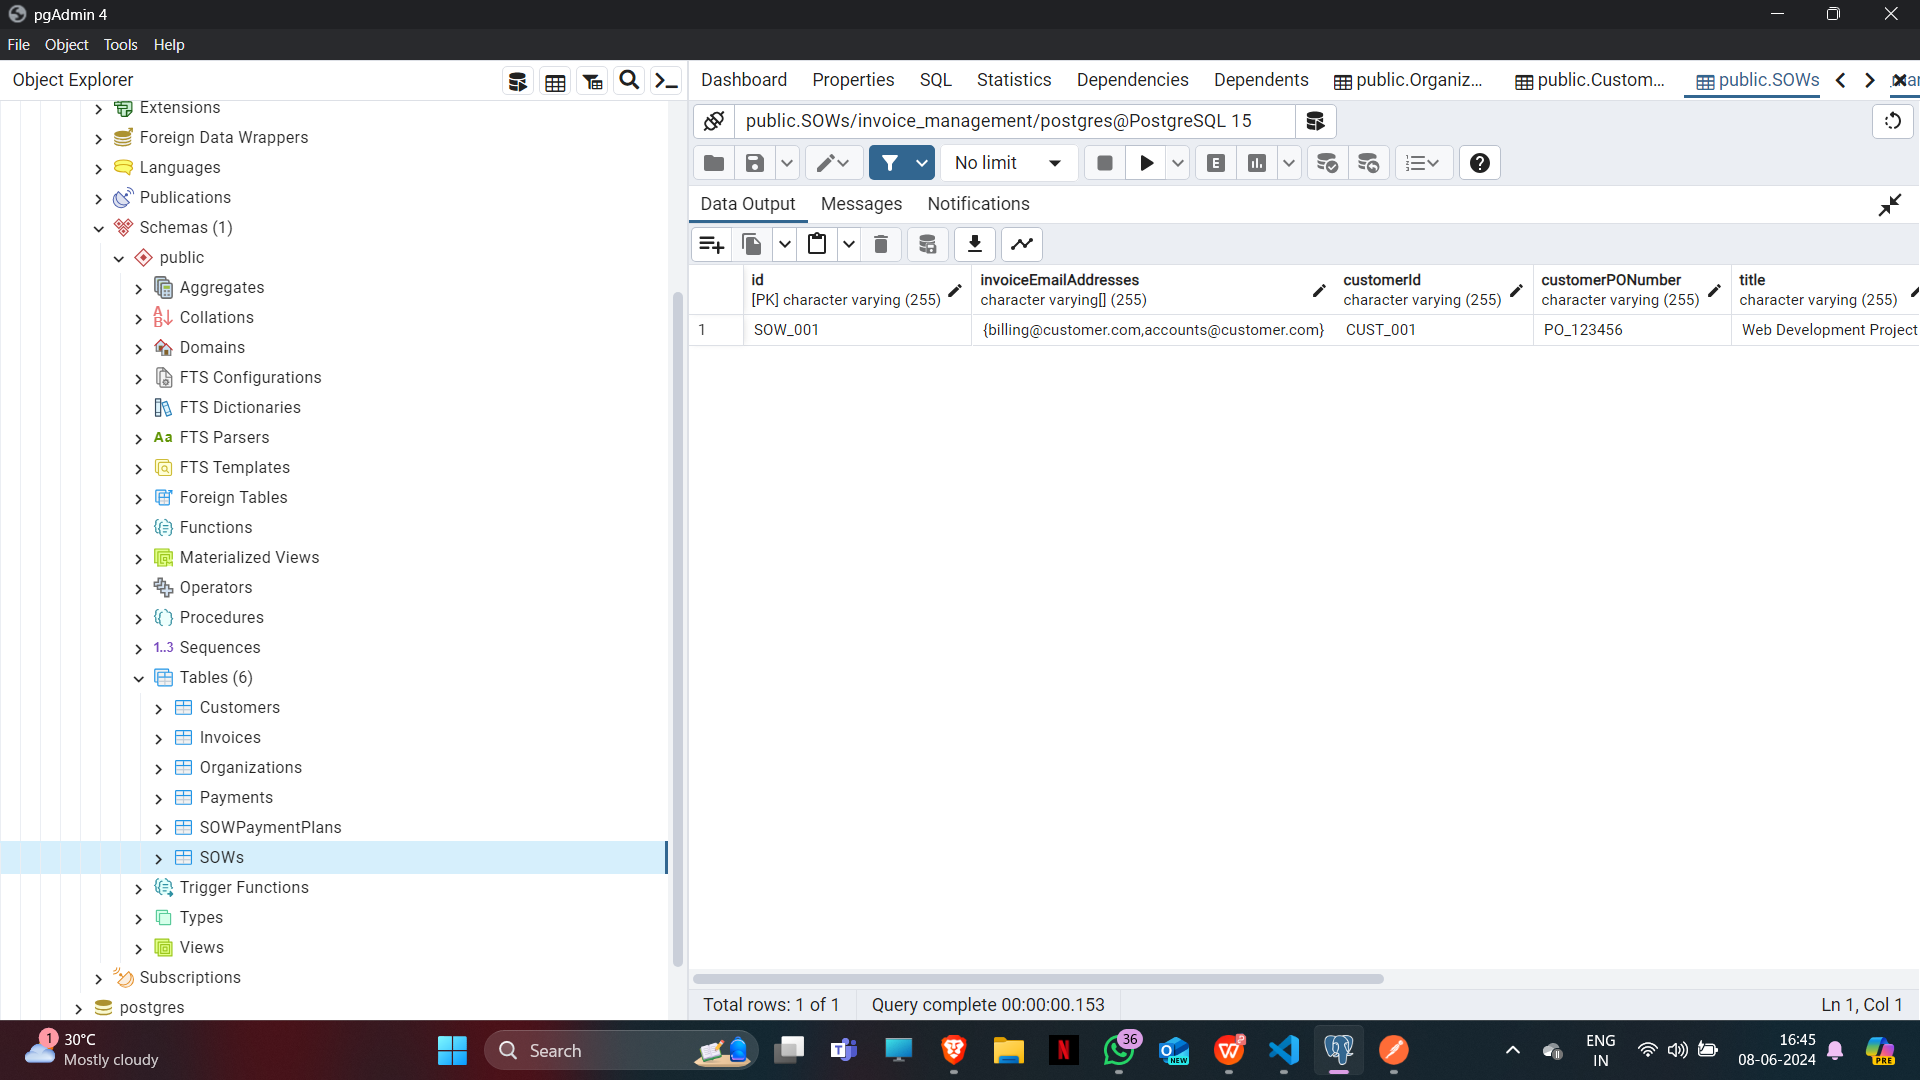 pgAdmin 4
File Object Tools Help
Object Explorer
Extensions
Foreign Data Wrappers
Languages
Publications
Schemas (1)
public
Aggregates
Collations
Domains
FTS Configurations
FTS Dictionaries
Aa FTS Parsers
FTS Templates
Foreign Tables
Functions
Materialized Views
Operators
Procedures
1..3 Sequences
Tables (6)
Customers
Invoices
Organizations
Payments
SOWPaymentPlans
SOWs
Trigger Functions
Types
Views
Subscriptions
postgres
Dashboard Properties SQL Statistics Dependencies Dependents public.Organiz... public.Custom... public.SOWs
public.SOWs/invoice_management/postgres@PostgreSQL 15
No limit E
Data Output Messages Notifications
id invoiceEmailAddresses customerId customerPONumber title
[PK] character varying (255) character varying[] (255) character varying (255) character varying (255) character varying (255)
1 SOW_001 {billing@customer.com,accounts@customer.com} CUST_001 PO_123456 Web Development Project
Total rows: 1 of 1 Query complete 00:00:00.153 Ln 1, Col 1
1 30°C
Mostly cloudy
Search
36
NEW
ENG
IN
16:45
08-06-2024
PRE